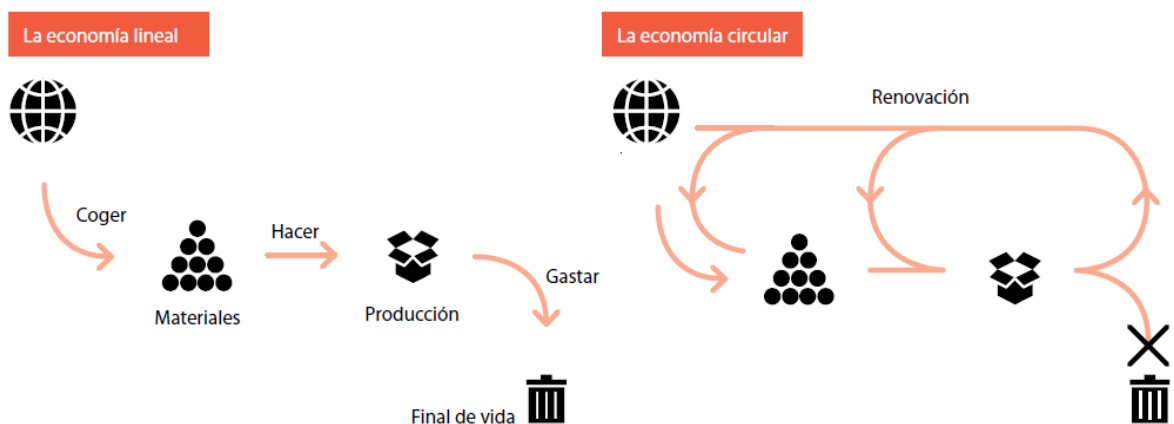 La economía lineal
Coger
Hacer
Materiales
Producción
Gastar
Final de vida
La economía circular
Renovación